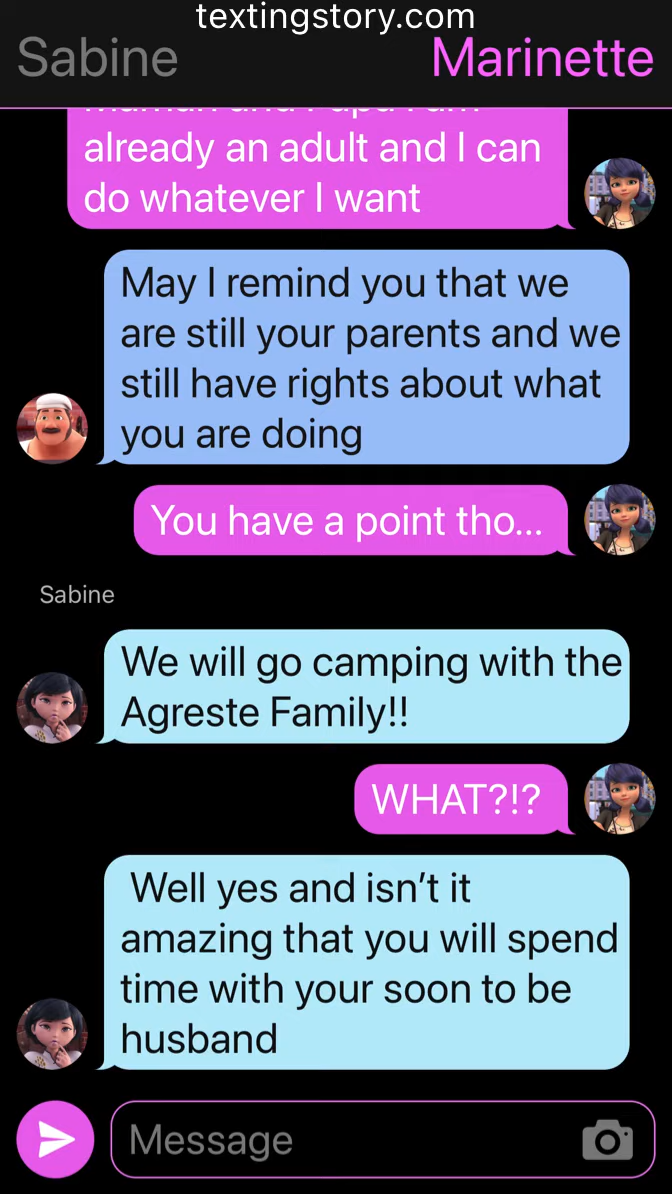 textingstory.com
Sabine Marinette
already an adult and I can
do whatever I want
May I remind you that we
are still your parents and we
still have rights about what
you are doing
You have a point tho...
Sabine
We will go camping with the
Agreste Family!!
WHAT?!?
Well yes and isn't it
amazing that you will spend
time with your soon to be
husband
Message